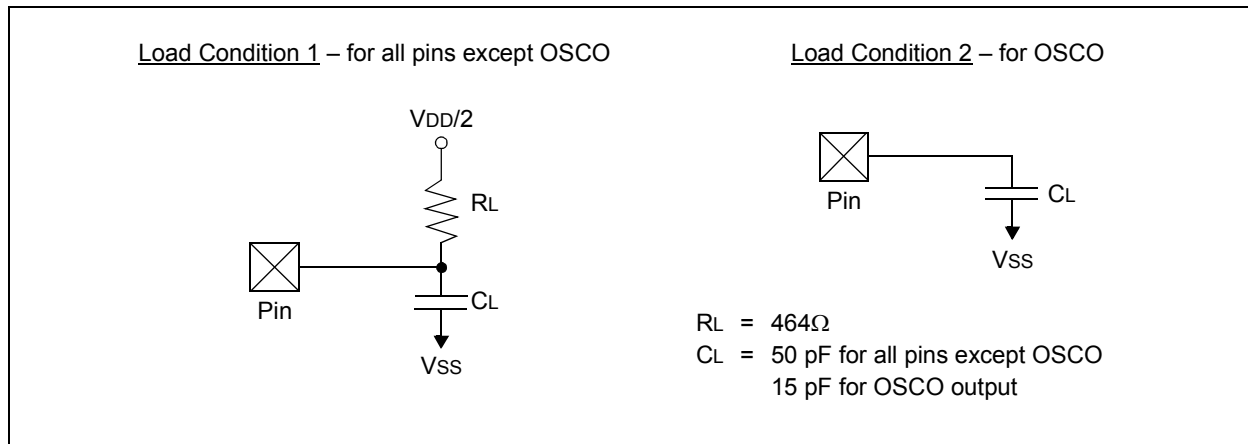 Load Condition 1 – for all pins except OSCO
VDD/2
RL
Pin
CL
VSS
Load Condition 2 – for OSCO
Pin
CL
VSS
RL = 464Ω
CL = 50 pF for all pins except OSCO
15 pF for OSCO output